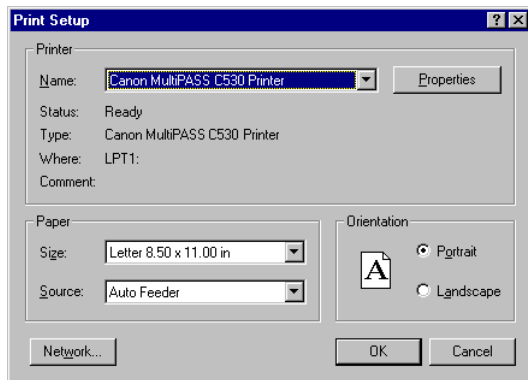 Print Setup
Printer
Name: Canon MultiPASS C530 Printer Properties
Status: Ready
Type: Canon MultiPASS C530 Printer
Where: LPT1:
Comment:
Paper
Size: Letter 8.50 x 11.00 in
Source: Auto Feeder
Orientation
A
Portrait
Landscape
Network... OK Cancel